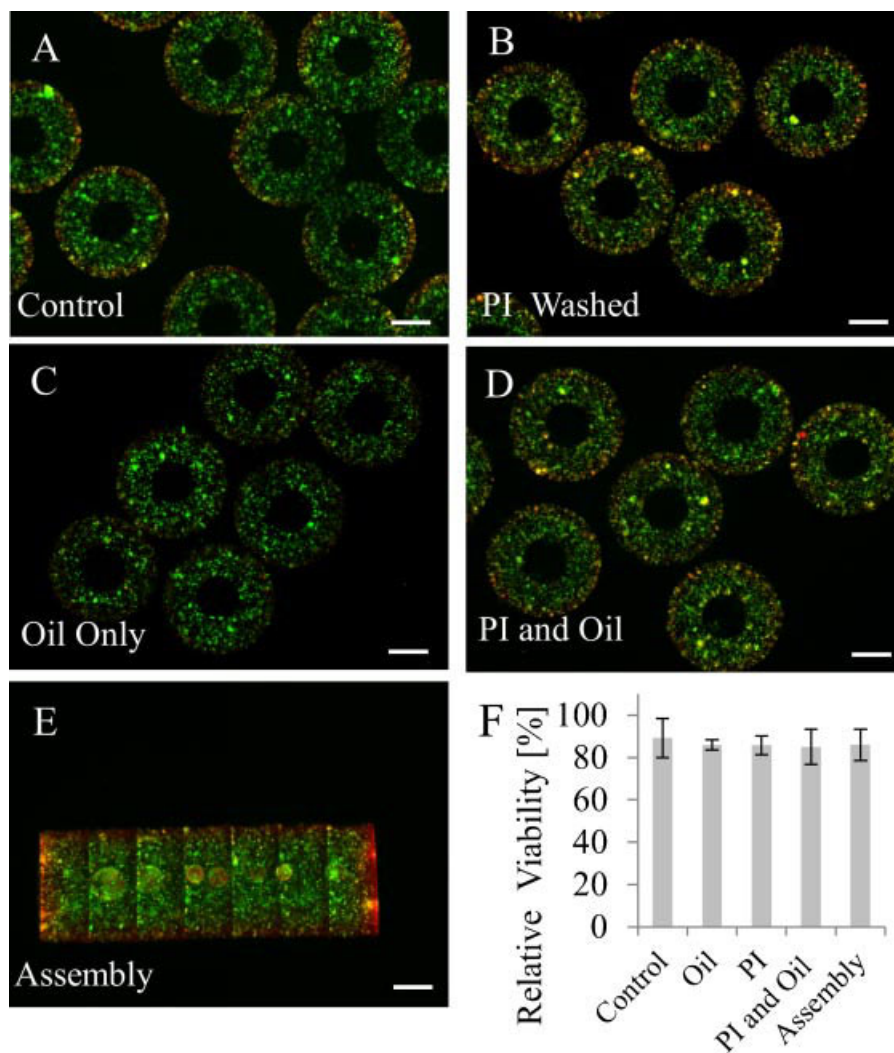 A
Control
B
PI Washed
C
Oil Only
D
PI and Oil
E
Assembly
F
Relative Viability [%]
100
80
60
40
20
0
Control
Oil
PI
PI and Oil
Assembly